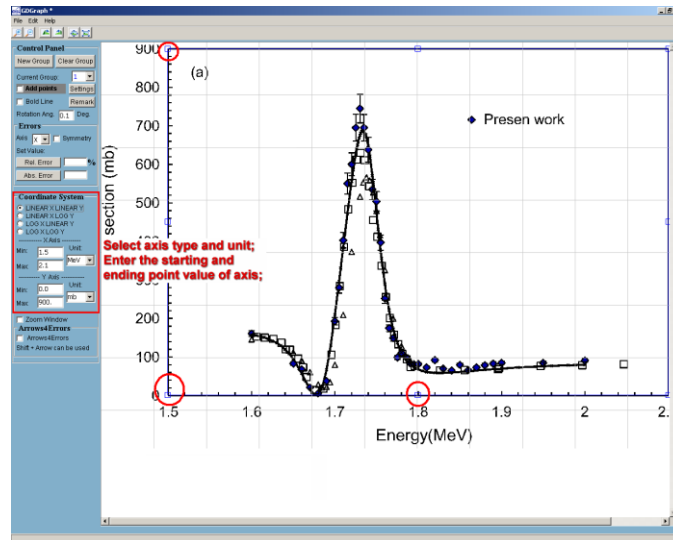 GDGraph *
File Edit Help
Control Panel
New Group Clear Group
Current Group: 1
Add points Settings
Bold Line Remark
Rotation Ang. 0.1 Deg.
Errors
Axis X Symmetry
Set Value:
Rel. Error %
Abs. Error
Coordinate System
LINEAR X LINEAR Y
LINEAR X LOG Y
LOG X LINEAR Y
LOG X LOG Y
X Axis
Min: 1.5 Unit:
Max: 2.1 MeV
Y Axis
Min: 0.0 Unit:
Max: 900. mb
Zoom Window
Arrows4Errors
Arrows4Errors
Shift + Arrow can be used
Select axis type and unit;
Enter the starting and
ending point value of axis;
(a)
Presen work
section (mb)
900
800
700
600
500
200
100
0
1.5 1.6 1.7 1.8 1.9 2 2.
Energy(MeV)